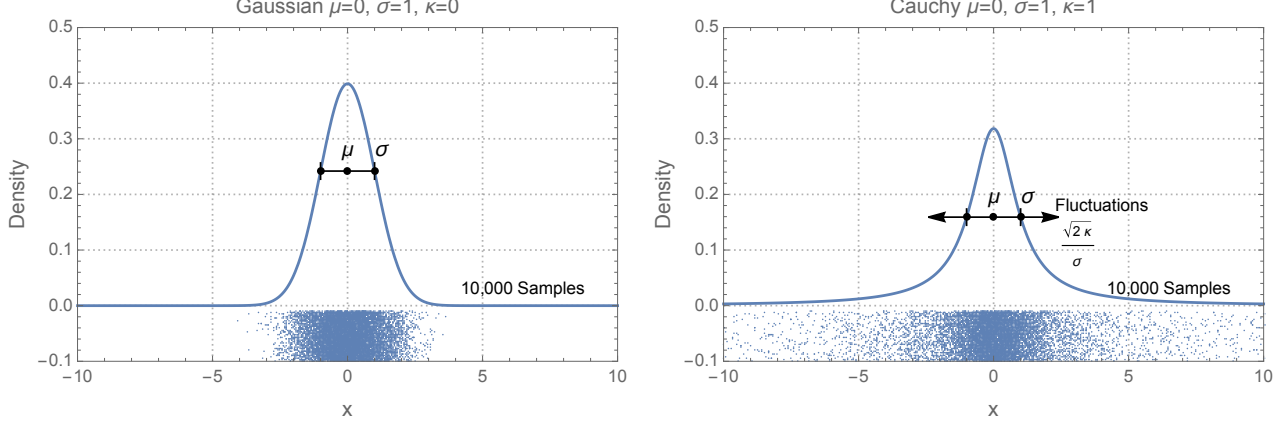 Gaussian μ=0, σ=1, κ=0
0.5
0.4
0.3
0.2
0.1
0.0
−0.1
Density
μ σ
10,000 Samples
−10 −5 0 5 10
x
Cauchy μ=0, σ=1, κ=1
0.5
0.4
0.3
0.2
0.1
0.0
−0.1
Density
μ σ
Fluctuations
√2 κ
σ
10,000 Samples
−10 −5 0 5 10
x